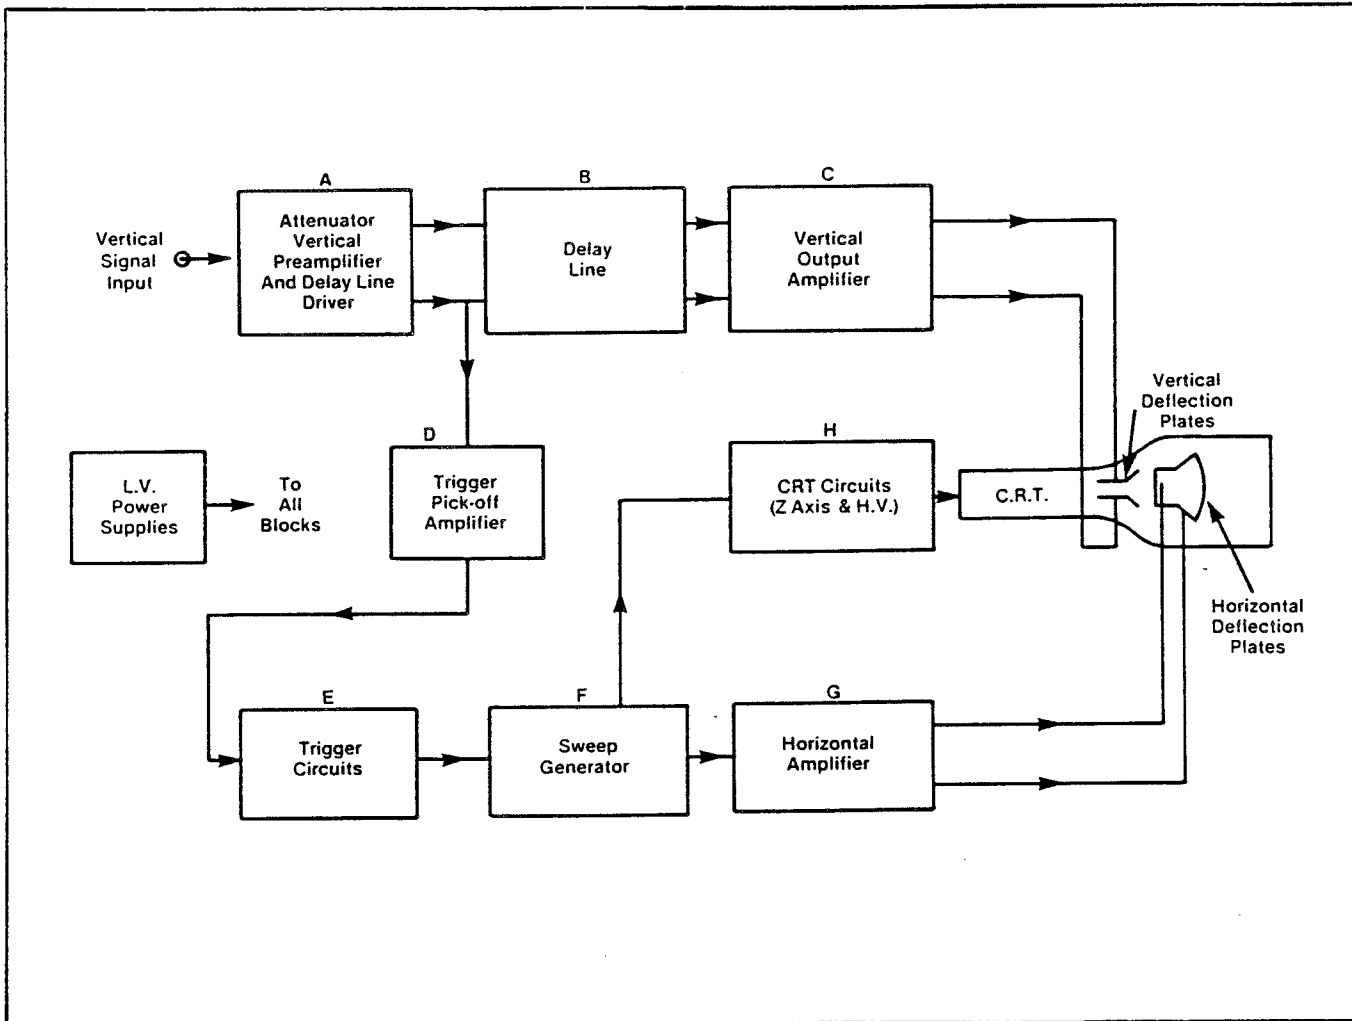 A
Attenuator
Vertical
Preamplifier
And Delay Line
Driver
B
Delay
Line
C
Vertical
Output
Amplifier
Vertical
Signal
Input
D
Trigger
Pick-off
Amplifier
L.V.
Power
Supplies
To
All
Blocks
H
CRT Circuits
(Z Axis & H.V.)
C.R.T.
Vertical
Deflection
Plates
Horizontal
Deflection
Plates
E
Trigger
Circuits
F
Sweep
Generator
G
Horizontal
Amplifier